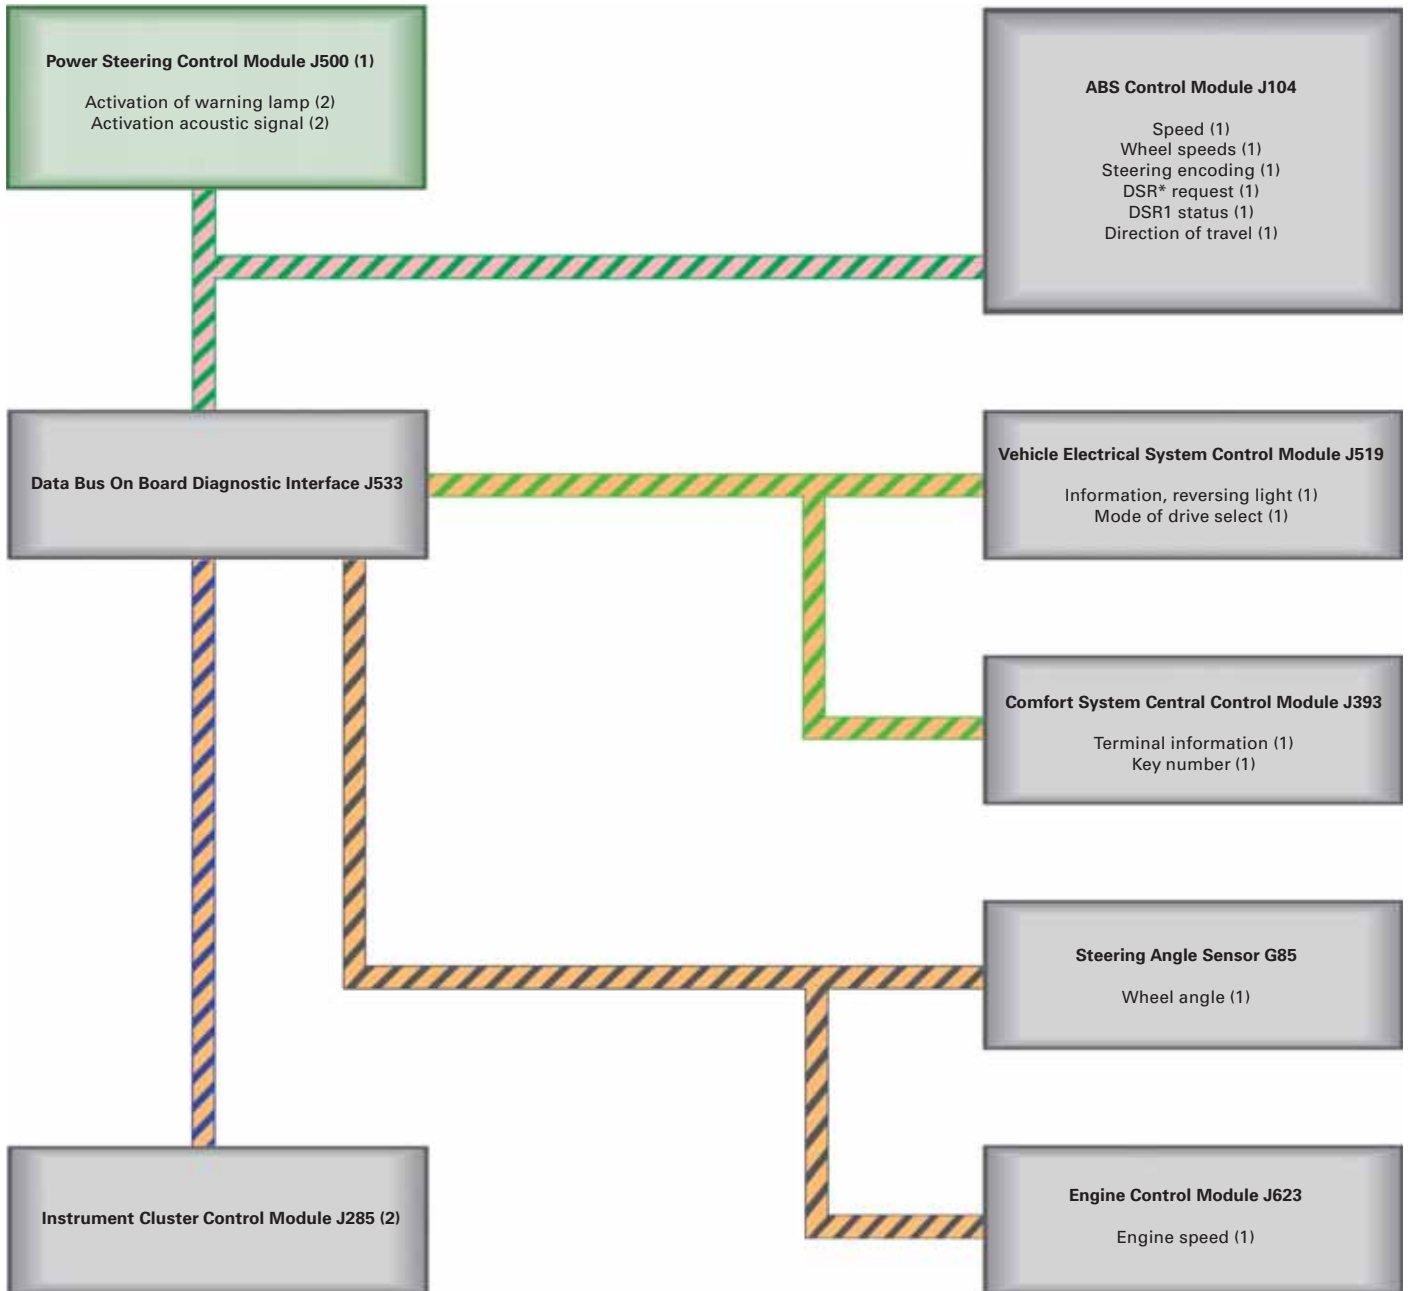 Power Steering Control Module J500 (1)
Activation of warning lamp (2)
Activation acoustic signal (2)
ABS Control Module J104
Speed (1)
Wheel speeds (1)
Steering encoding (1)
DSR* request (1)
DSR1 status (1)
Direction of travel (1)
Data Bus On Board Diagnostic Interface J533
Vehicle Electrical System Control Module J519
Information, reversing light (1)
Mode of drive select (1)
Comfort System Central Control Module J393
Terminal information (1)
Key number (1)
Steering Angle Sensor G85
Wheel angle (1)
Instrument Cluster Control Module J285 (2)
Engine Control Module J623
Engine speed (1)